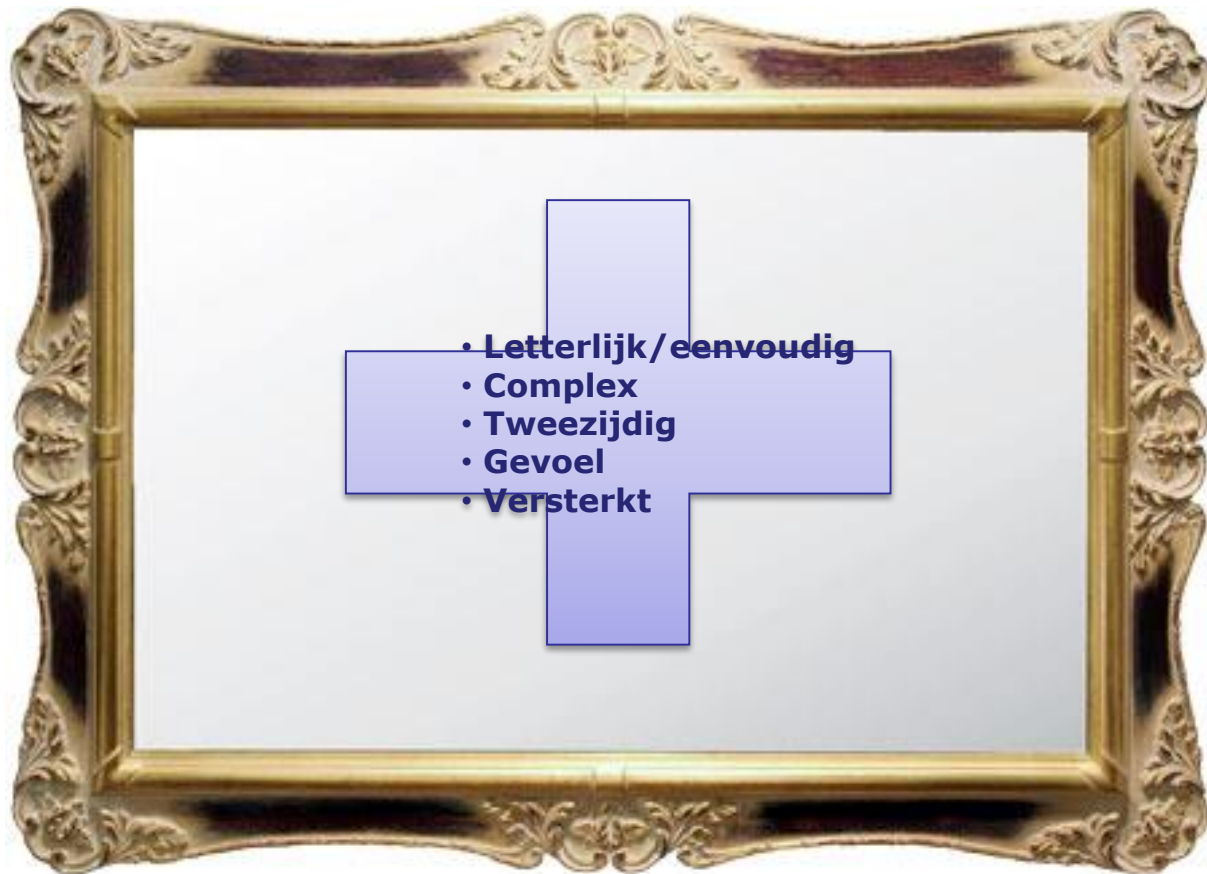 • Letterlijk/eenvoudig
• Complex
• Tweezijdig
• Gevoel
• Versterkt